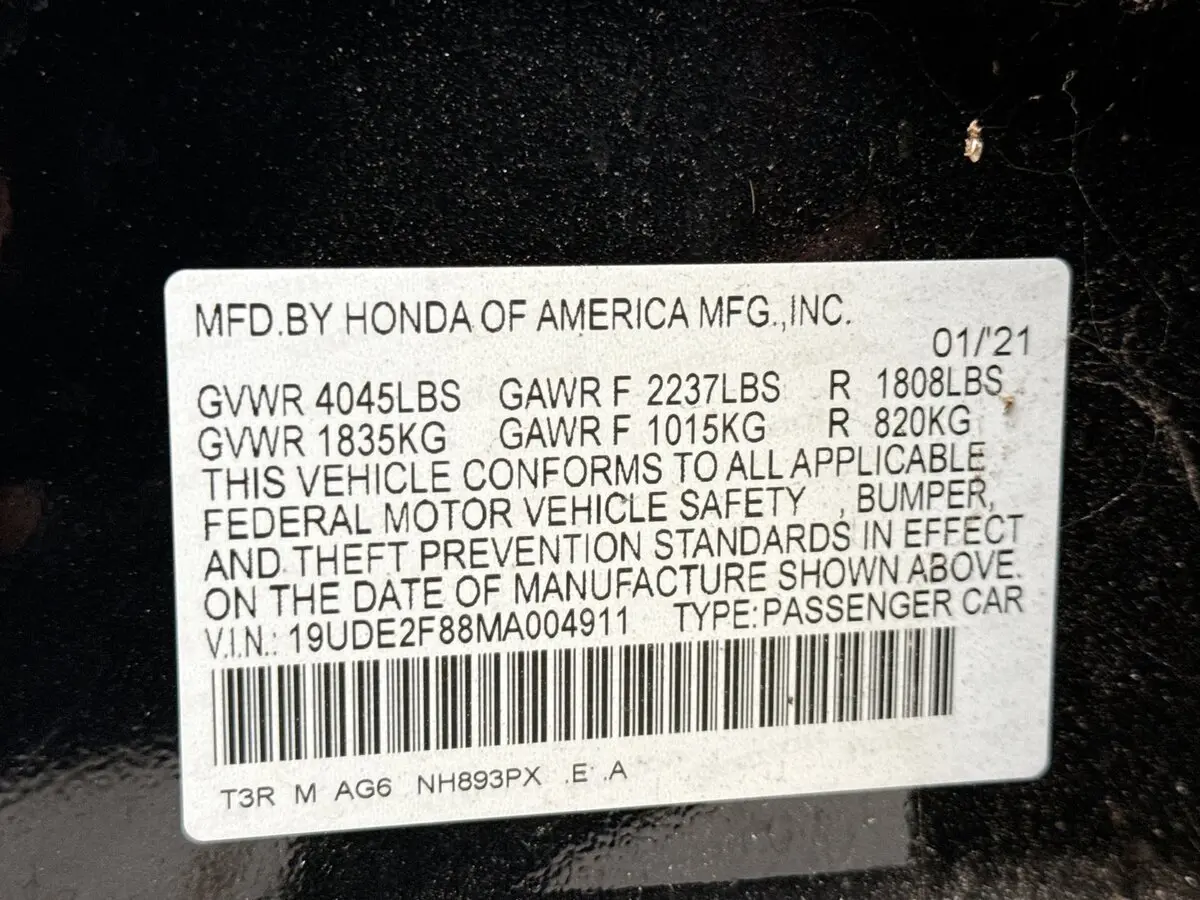 MFD.BY HONDA OF AMERICA MFG.,INC.
01/'21
GVWR 4045LBS GAWR F 2237LBS R 1808LBS
GVWR 1835KG GAWR F 1015KG R 820KG
THIS VEHICLE CONFORMS TO ALL APPLICABLE
FEDERAL MOTOR VEHICLE SAFETY , BUMPER,
AND THEFT PREVENTION STANDARDS IN EFFECT
ON THE DATE OF MANUFACTURE SHOWN ABOVE.
V.I.N.: 19UDE2F88MA004911 TYPE:PASSENGER CAR
T3R M AG6 NH893PX .E .A